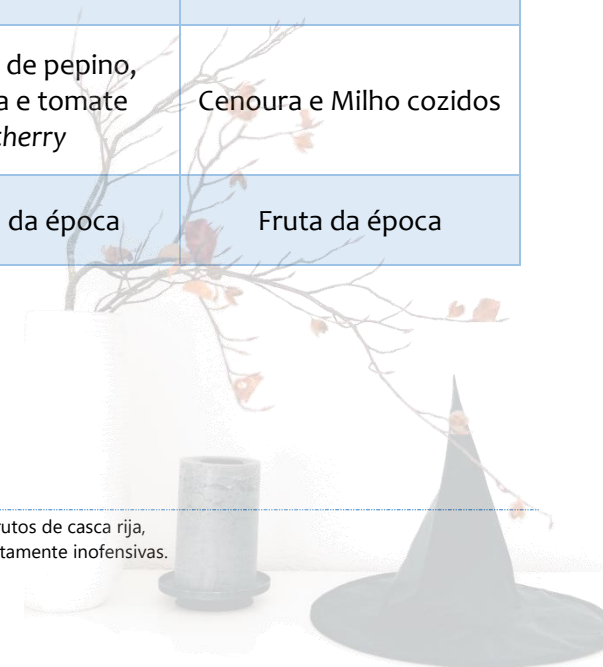 de pepino,
e tomate
cherry
Cenoura e Milho cozidos
da época
Fruta da época
rutos de casca rija,
tamente inofensivas.